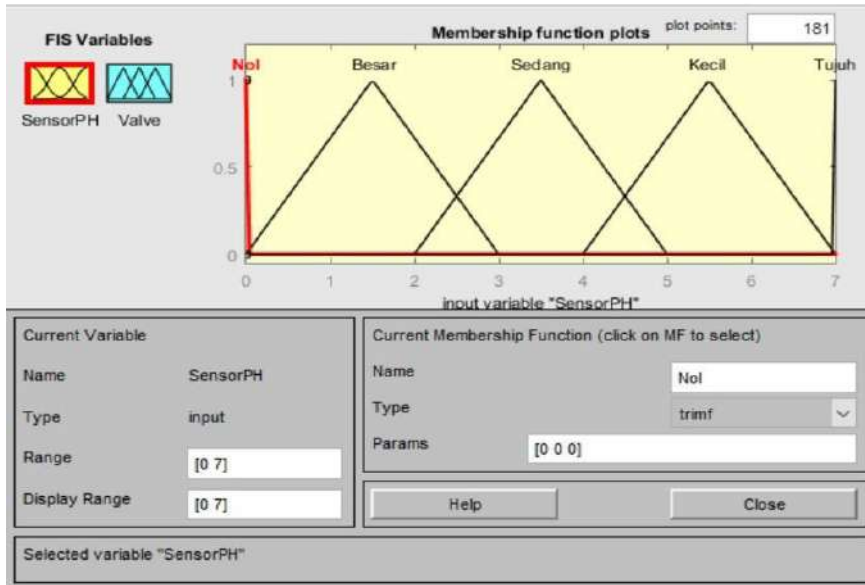 FIS Variables
SensorPH Valve
Membership function plots
plot points: 181
Nol Besar Sedang Kecil Tujuh
1
0.5
0
0 1 2 3 4 5 6 7
input variable "SensorPH"
Current Variable
Name SensorPH
Type input
Range [0 7]
Display Range [0 7]
Current Membership Function (click on MF to select)
Name Nol
Type trimf
Params [0 0 0]
Help Close
Selected variable "SensorPH"